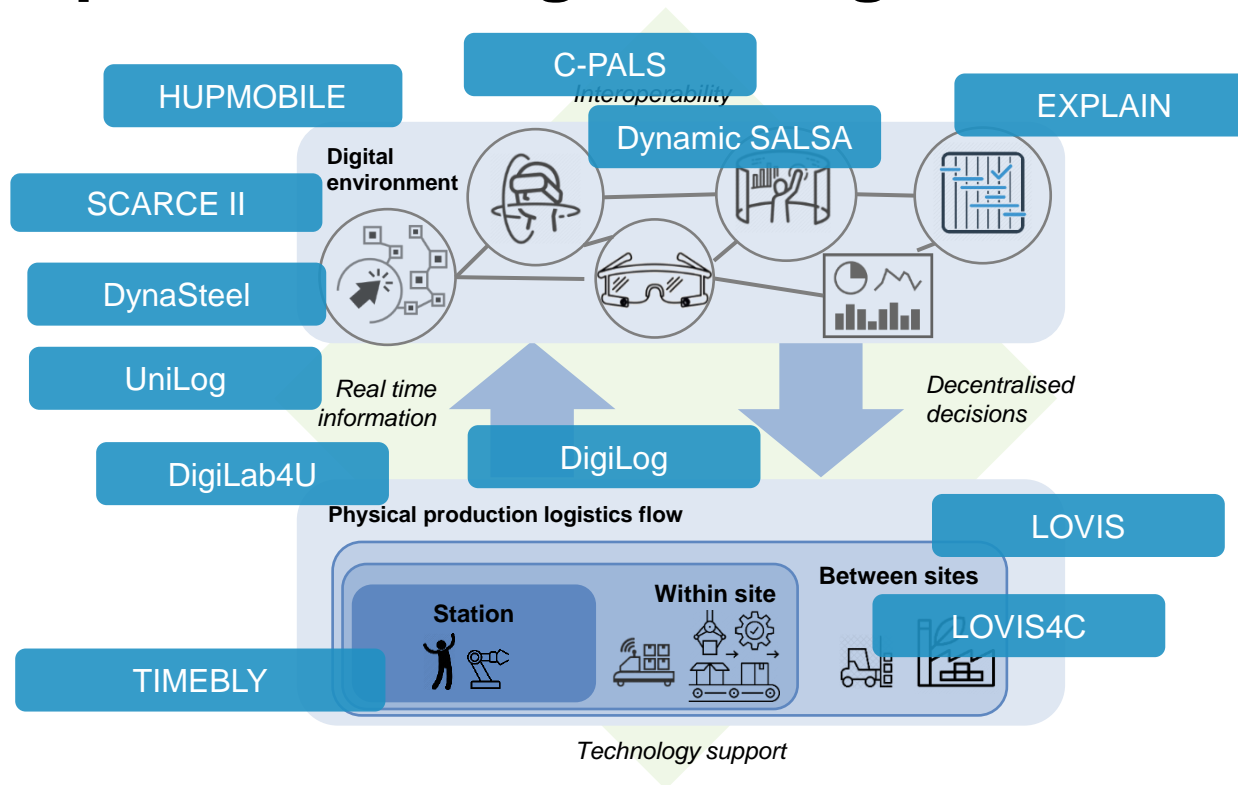 C-PALS
Interoperability
HUPMOBILE
EXPLAIN
Dynamic SALSA
Digital
environment
SCARCE II
DynaSteel
UniLog
Real time
information
Decentralised
decisions
DigiLab4U
DigiLog
Physical production logistics flow
LOVIS
Between sites
Within site
Station
LOVIS4C
TIMEBLY
Technology support